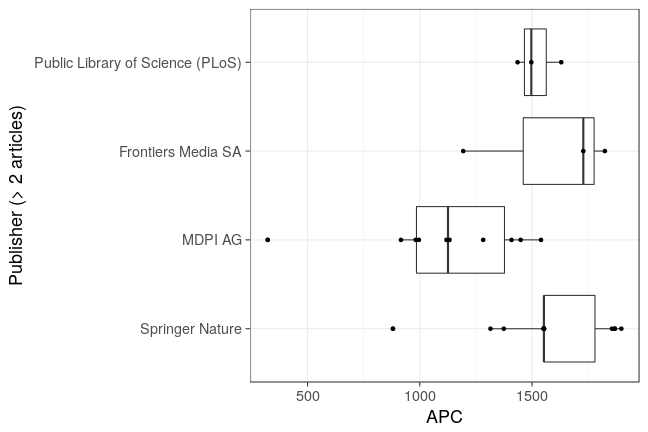 Publisher (> 2 articles)
Public Library of Science (PLoS)
Frontiers Media SA
MDPI AG
Springer Nature
500 1000 1500
APC